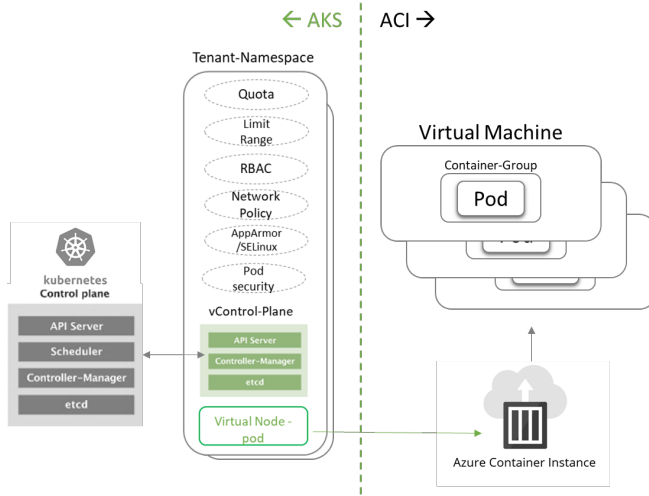 ← AKS
ACI →
Tenant-Namespace
Quota
Limit
Range
RBAC
Network
Policy
AppArmor
/SELinux
Pod
security
vControl-Plane
API Server
Controller-Manager
etcd
Virtual Node -
pod
kubernetes
Control plane
API Server
Scheduler
Controller-Manager
etcd
Virtual Machine
Container-Group
Pod
Azure Container Instance